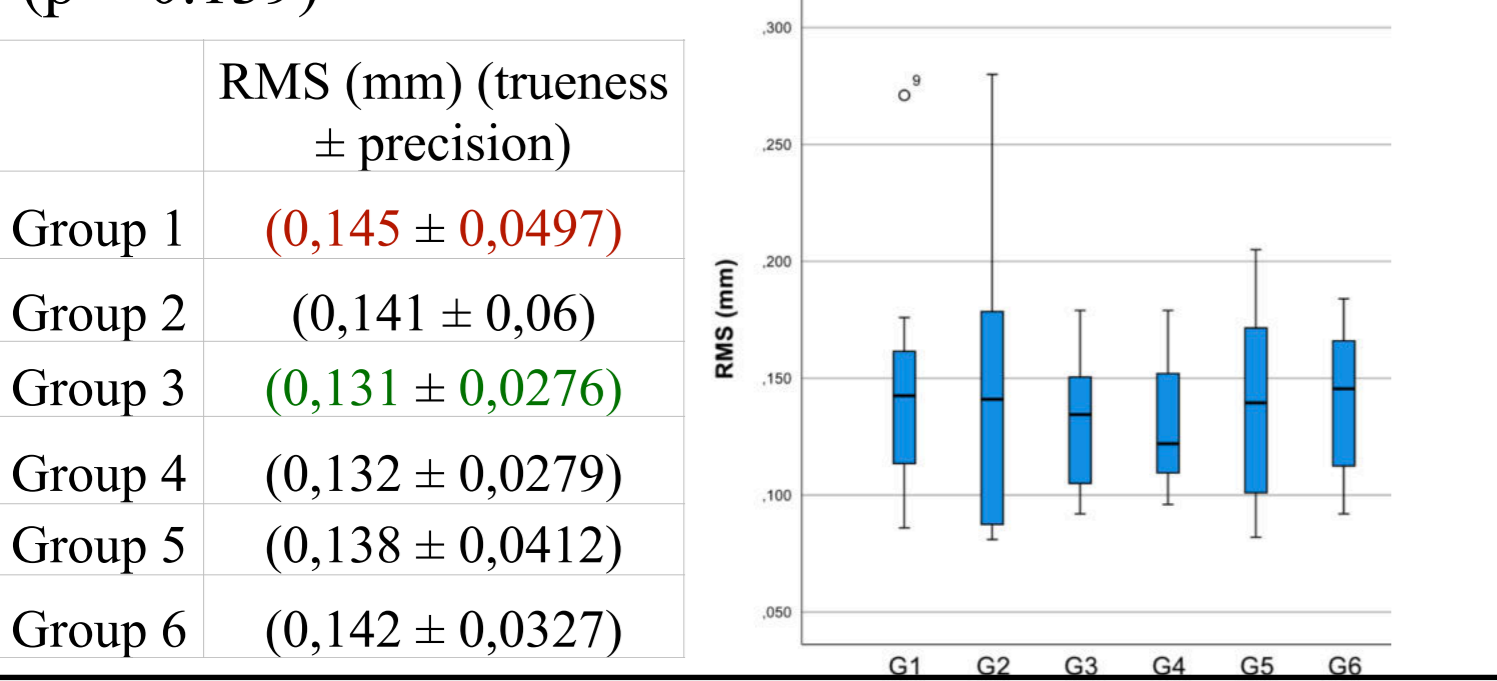 RMS (mm) (trueness
± precision)
Group 1 (0,145 ± 0,0497)
Group 2 (0,141 ± 0,06)
Group 3 (0,131 ± 0,0276)
Group 4 (0,132 ± 0,0279)
Group 5 (0,138 ± 0,0412)
Group 6 (0,142 ± 0,0327)
RMS (mm)
,300
,250
,200
,150
,100
,050
9
G1 G2 G3 G4 G5 G6